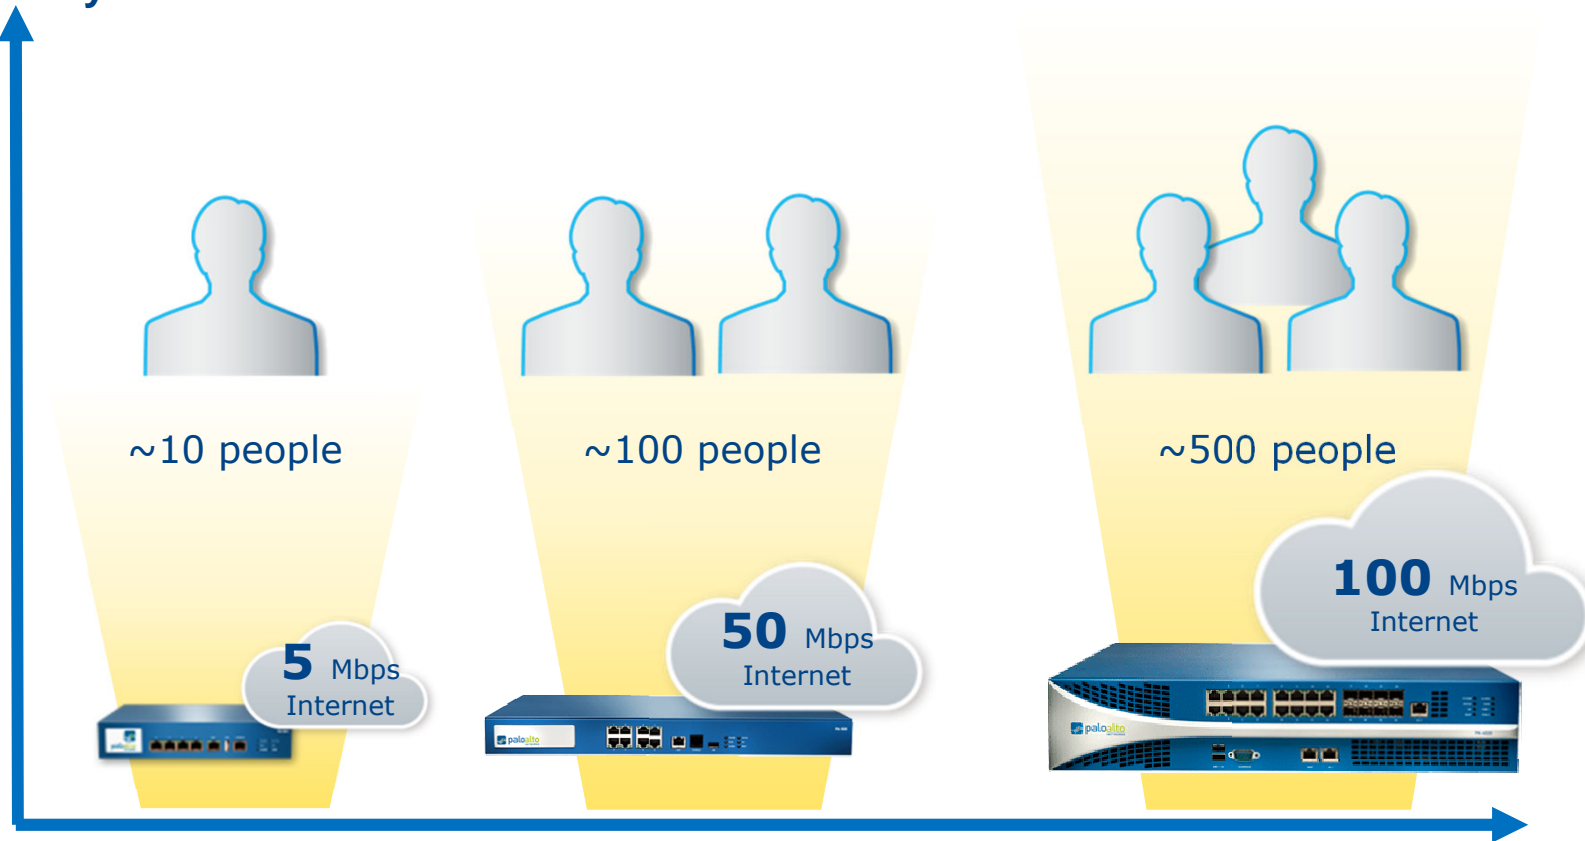 ~10 people
~100 people
~500 people
5 Mbps
Internet
50 Mbps
Internet
100 Mbps
Internet
paloalto
paloalto